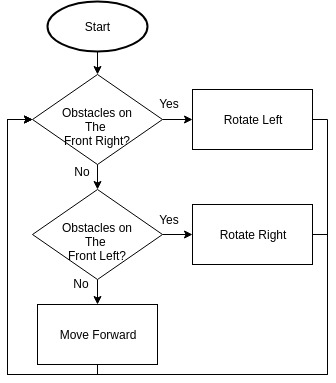 Start
Obstacles on
The
Front Right?
Yes
Rotate Left
No
Obstacles on
The
Front Left?
Yes
Rotate Right
No
Move Forward